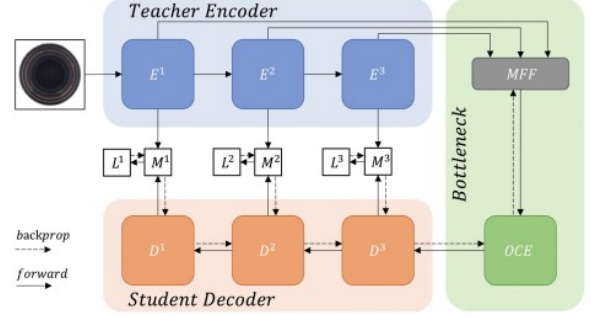 Teacher Encoder
E¹
E²
E³
MFF
L¹
M¹
L²
M²
L³
M³
Bottleneck
backprop
forward
D¹
D²
D³
OCE
Student Decoder